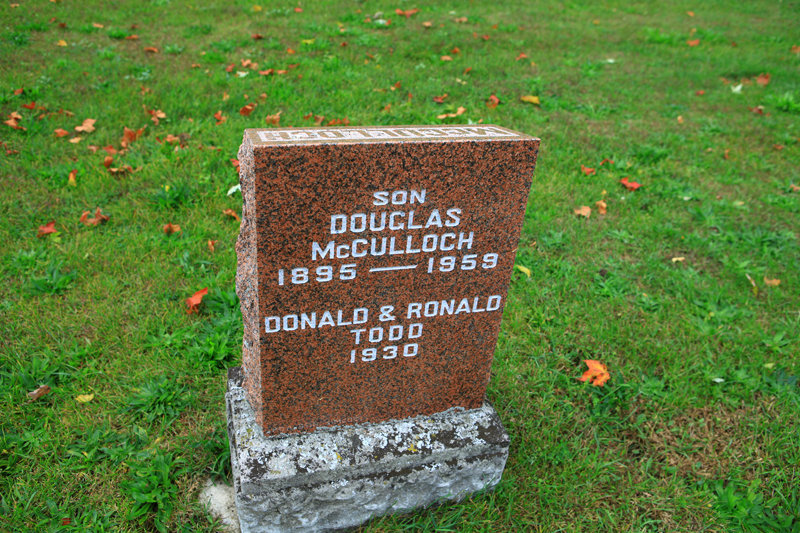 SON
DOUGLAS
McCULLOCH
1895 — 1959
DONALD & RONALD
TODD
1930